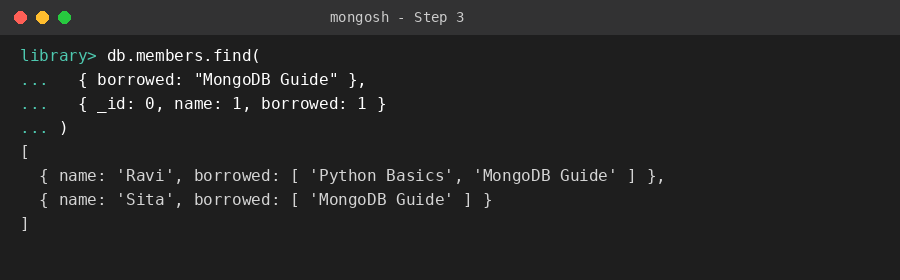 mongosh - Step 3
library> db.members.find(
...   { borrowed: "MongoDB Guide" },
...   { _id: 0, name: 1, borrowed: 1 }
... )
[
  { name: 'Ravi', borrowed: [ 'Python Basics', 'MongoDB Guide' ] },
  { name: 'Sita', borrowed: [ 'MongoDB Guide' ] }
]